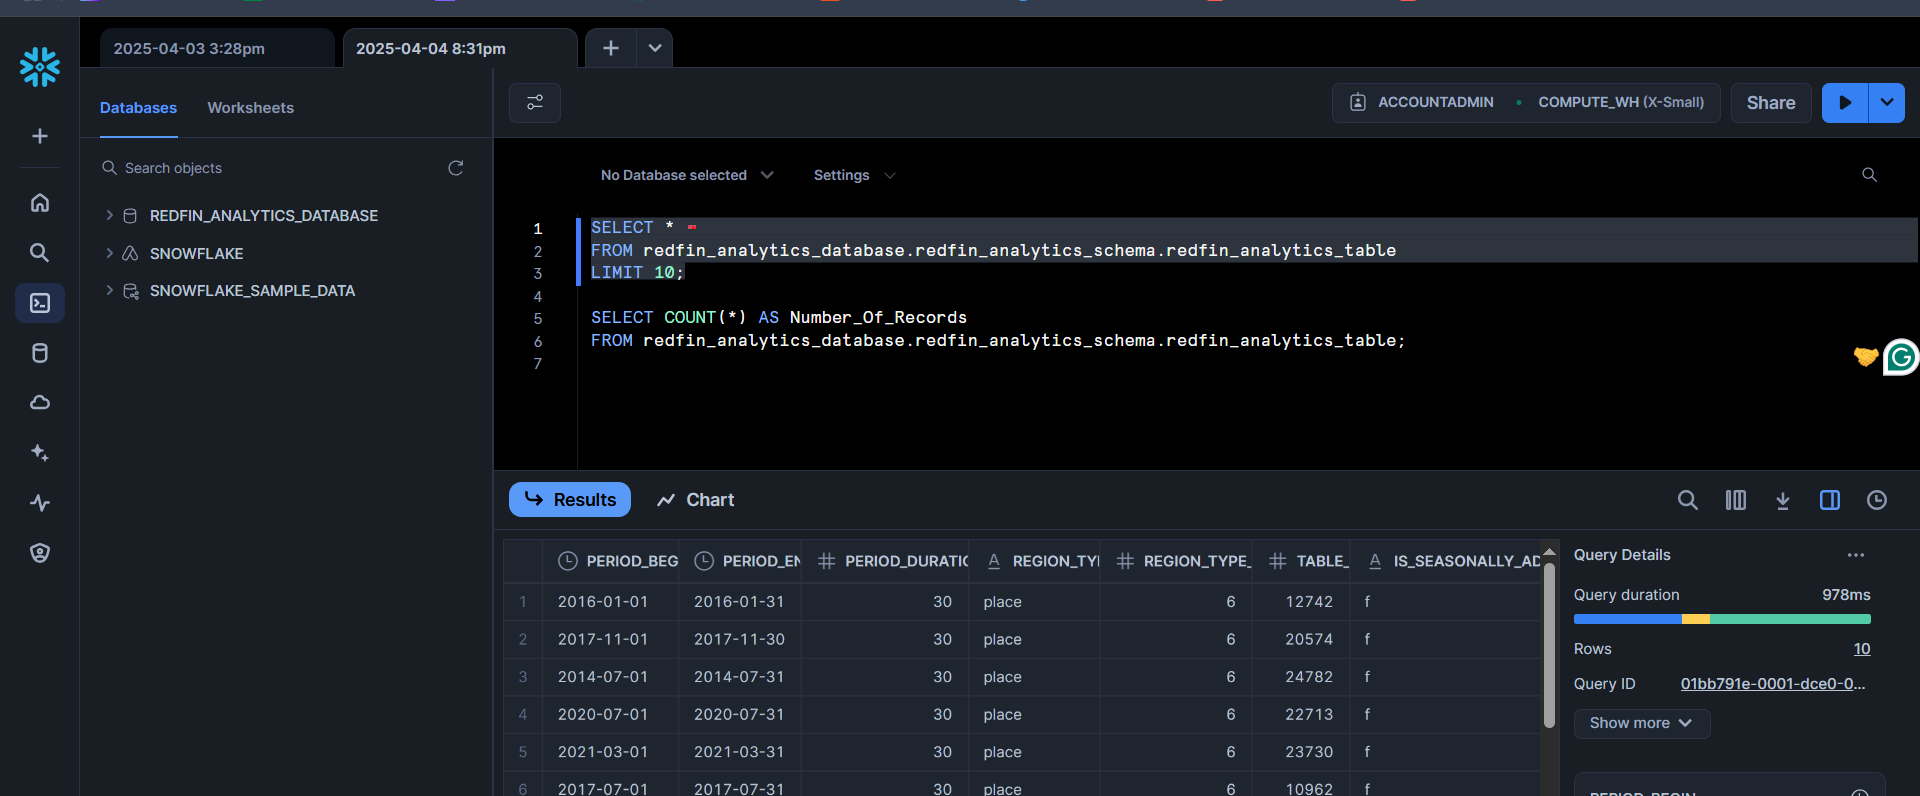 2025-04-03 3:28pm
2025-04-04 8:31pm
Databases Worksheets
ACCOUNTADMIN COMPUTE_WH (X-Small) Share
Search objects
REDFIN_ANALYTICS_DATABASE
SNOWFLAKE
SNOWFLAKE_SAMPLE_DATA
No Database selected Settings
1 SELECT *
2 FROM redfin_analytics_database.redfin_analytics_schema.redfin_analytics_table
3 LIMIT 10;
4
5 SELECT COUNT(*) AS Number_Of_Records
6 FROM redfin_analytics_database.redfin_analytics_schema.redfin_analytics_table;
7
Results Chart
PERIOD_BEG PERIOD_EN PERIOD_DURATIO REGION_TY REGION_TYPE_ TABLE_ IS_SEASONALLY_AD
1 2016-01-01 2016-01-31 30 place 6 12742 f
2 2017-11-01 2017-11-30 30 place 6 20574 f
3 2014-07-01 2014-07-31 30 place 6 24782 f
4 2020-07-01 2020-07-31 30 place 6 22713 f
5 2021-03-01 2021-03-31 30 place 6 23730 f
6 2017-07-01 2017-07-31 30 place 6 10962 f
Query Details
Query duration 978ms
Rows 10
Query ID 01bb791e-0001-dce0-0...
Show more
PERIOD_BEGIN